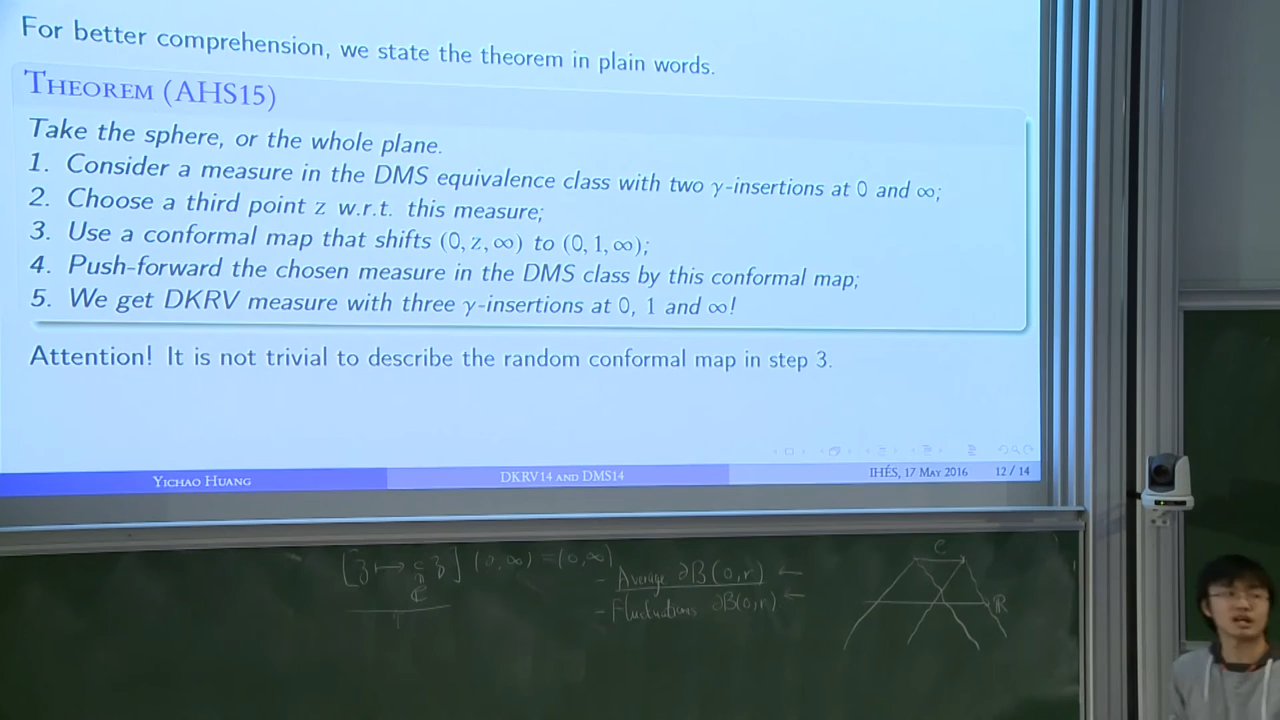 For better comprehension, we state the theorem in plain words.
THEOREM (AHS15)
Take the sphere, or the whole plane.
1. Consider a measure in the DMS equivalence class with two γ-insertions at 0 and ∞;
2. Choose a third point z w.r.t. this measure;
3. Use a conformal map that shifts (0, z, ∞) to (0, 1, ∞);
4. Push-forward the chosen measure in the DMS class by this conformal map;
5. We get DKRV measure with three γ-insertions at 0, 1 and ∞!
Attention! It is not trivial to describe the random conformal map in step 3.
YICHAO HUANG
DKRV14 AND DMS14
IHÉS, 17 MAY 2016
12 / 14
(0,∞) = (0,∞)
- Average ∂B(0,r) ←
- Fluctuations ∂B(0,r) ←
ℝ